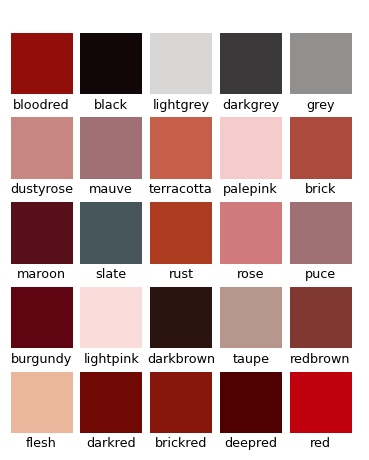 bloodred black lightgrey darkgrey grey
dustyrose mauve terracotta palepink brick
maroon slate rust rose puce
burgundy lightpink darkbrown taupe redbrown
flesh darkred brickred deepred red